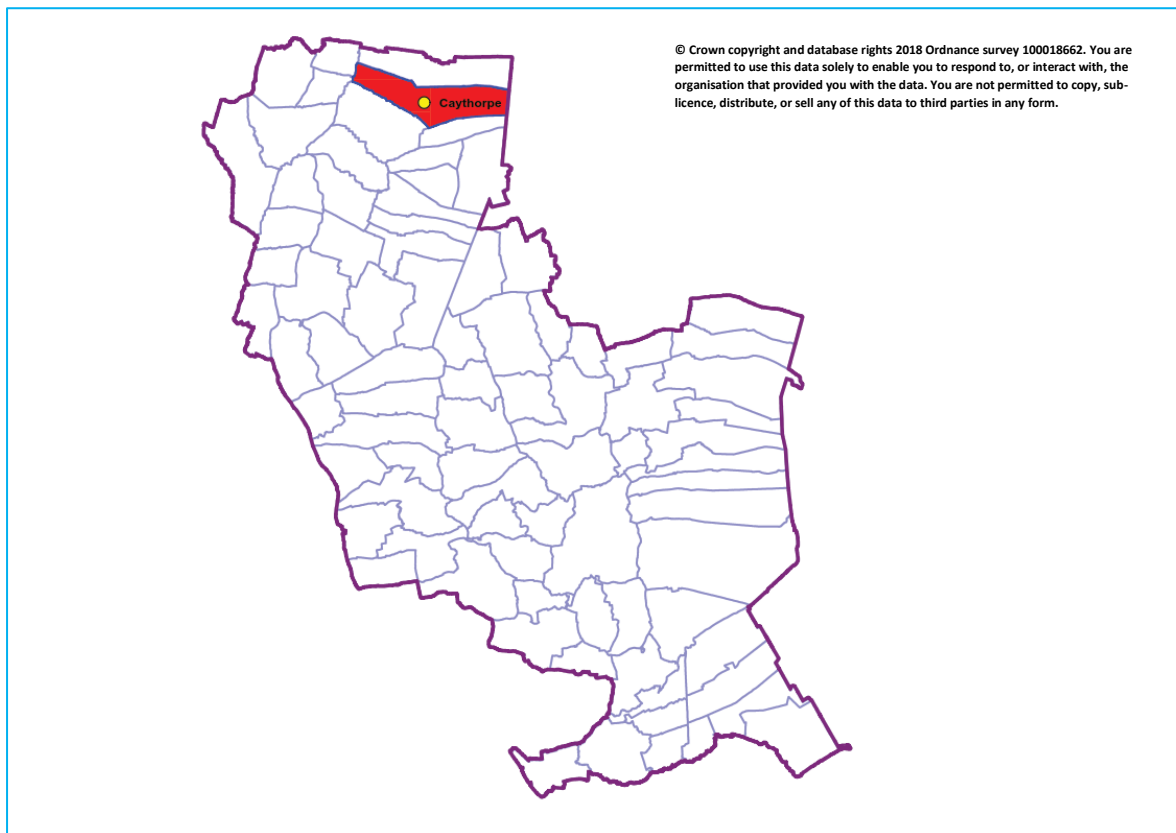 © Crown copyright and database rights 2018 Ordnance survey 100018662. You are
permitted to use this data solely to enable you to respond to, or interact with, the
organisation that provided you with the data. You are not permitted to copy, sub-
licence, distribute, or sell any of this data to third parties in any form.
Caythorpe